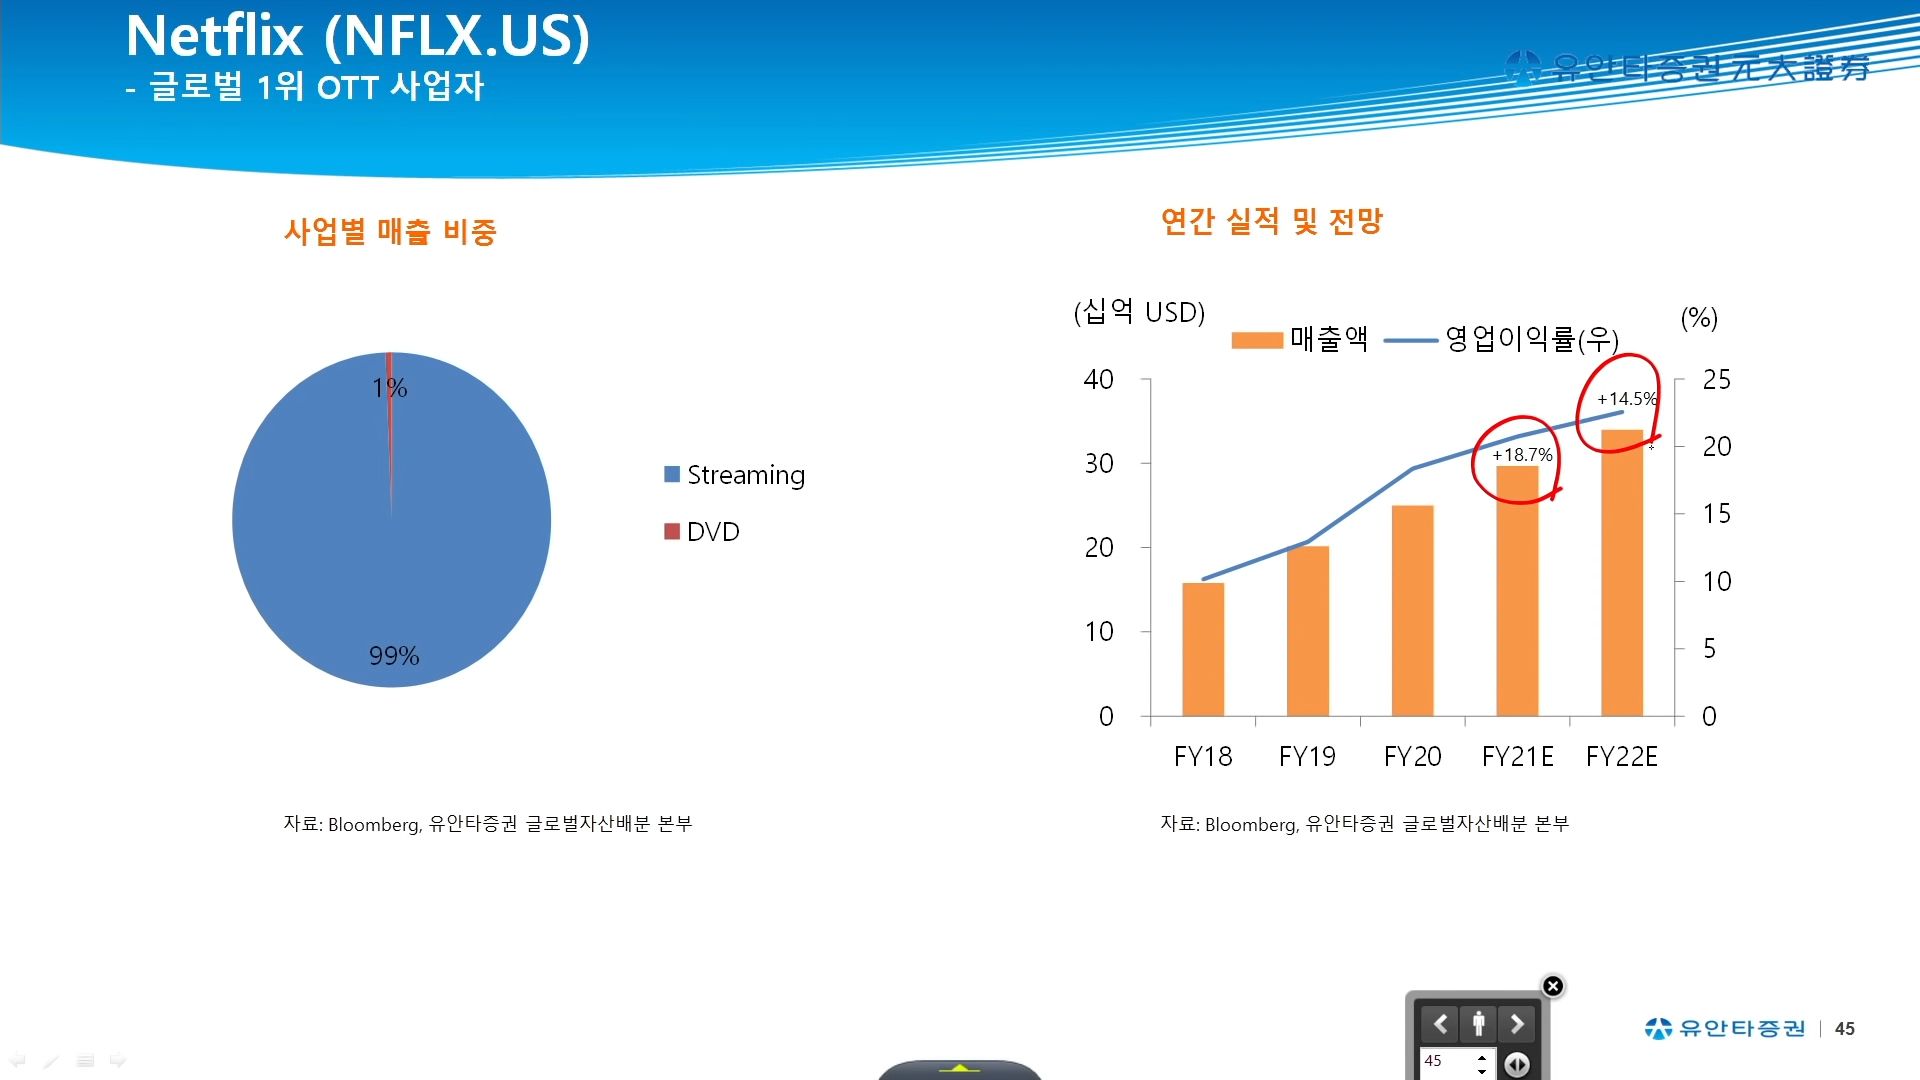 Netflix (NFLX.US)
- 글로벌 1위 OTT 사업자
유안타증권 元大證券
사업별 매출 비중
1%
99%
Streaming
DVD
자료: Bloomberg, 유안타증권 글로벌자산배분 본부
연간 실적 및 전망
(십억 USD)
(%)
매출액
영업이익률(우)
40
30
20
10
0
25
20
15
10
5
0
+18.7%
+14.5%
FY18 FY19 FY20 FY21E FY22E
자료: Bloomberg, 유안타증권 글로벌자산배분 본부
유안타증권 | 45
45